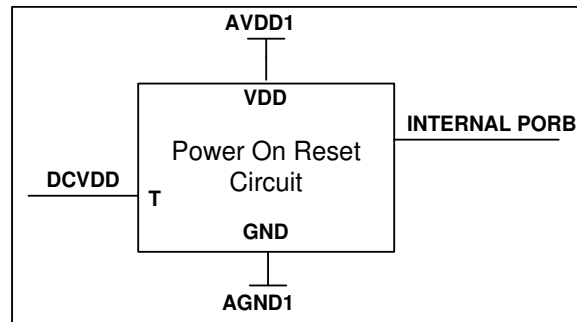 AVDD1
VDD
INTERNAL PORB
Power On Reset
Circuit
DCVDD
T
GND
AGND1